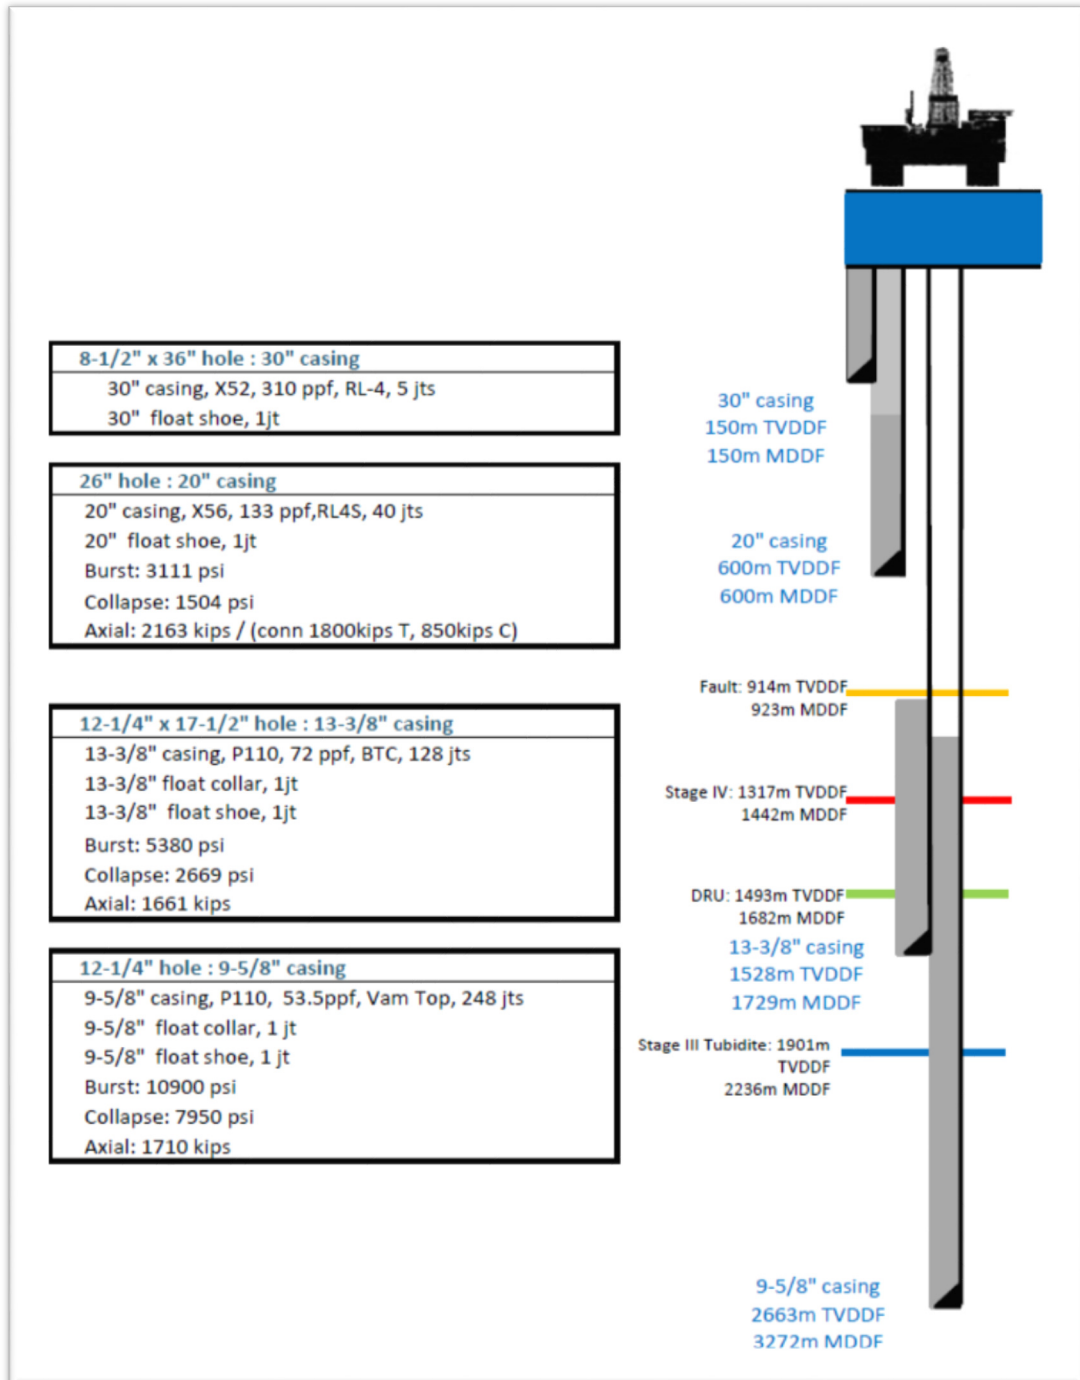 8-1/2" x 36" hole : 30" casing
30" casing, X52, 310 ppf, RL-4, 5 jts
30"  float shoe, 1jt
26" hole : 20" casing
20" casing, X56, 133 ppf,RL4S, 40 jts
20"  float shoe, 1jt
Burst: 3111 psi
Collapse: 1504 psi
Axial: 2163 kips / (conn 1800kips T, 850kips C)
12-1/4" x 17-1/2" hole : 13-3/8" casing
13-3/8" casing, P110, 72 ppf, BTC, 128 jts
13-3/8" float collar, 1jt
13-3/8"  float shoe, 1jt
Burst: 5380 psi
Collapse: 2669 psi
Axial: 1661 kips
12-1/4" hole : 9-5/8" casing
9-5/8" casing, P110,  53.5ppf, Vam Top, 248 jts
9-5/8"  float collar, 1 jt
9-5/8"  float shoe, 1 jt
Burst: 10900 psi
Collapse: 7950 psi
Axial: 1710 kips
30" casing
150m TVDDF
150m MDDF
20" casing
600m TVDDF
600m MDDF
Fault: 914m TVDDF
923m MDDF
Stage IV: 1317m TVDDF
1442m MDDF
DRU: 1493m TVDDF
1682m MDDF
13-3/8" casing
1528m TVDDF
1729m MDDF
Stage III Tubidite: 1901m
TVDDF
2236m MDDF
9-5/8" casing
2663m TVDDF
3272m MDDF